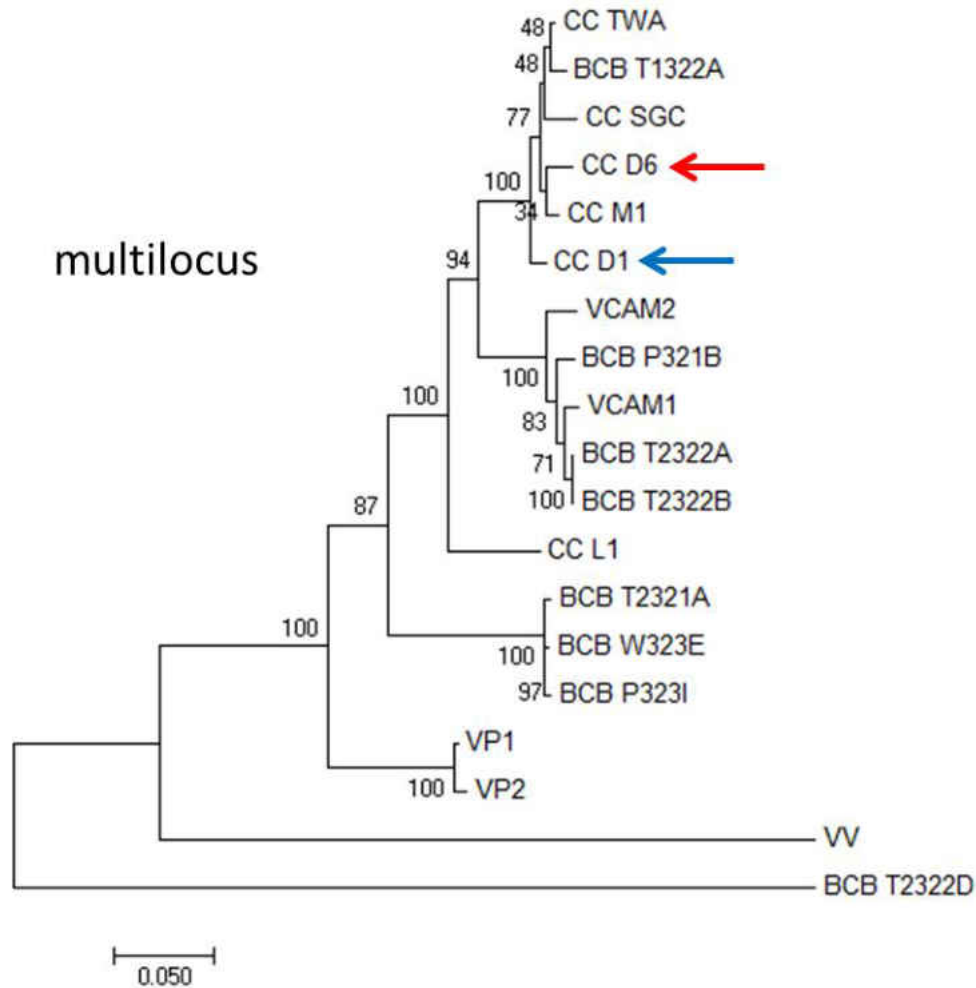 48
CC TWA
48
BCB T1322A
77
CC SGC
CC D6
100
34
CC M1
multilocus
94
CC D1
VCAM2
BCB P321B
100
100
VCAM1
83
BCB T2322A
71
100
BCB T2322B
87
CC L1
BCB T2321A
100
BCB W323E
100
97
BCB P323I
VP1
100
VP2
VV
BCB T2322D
0.050